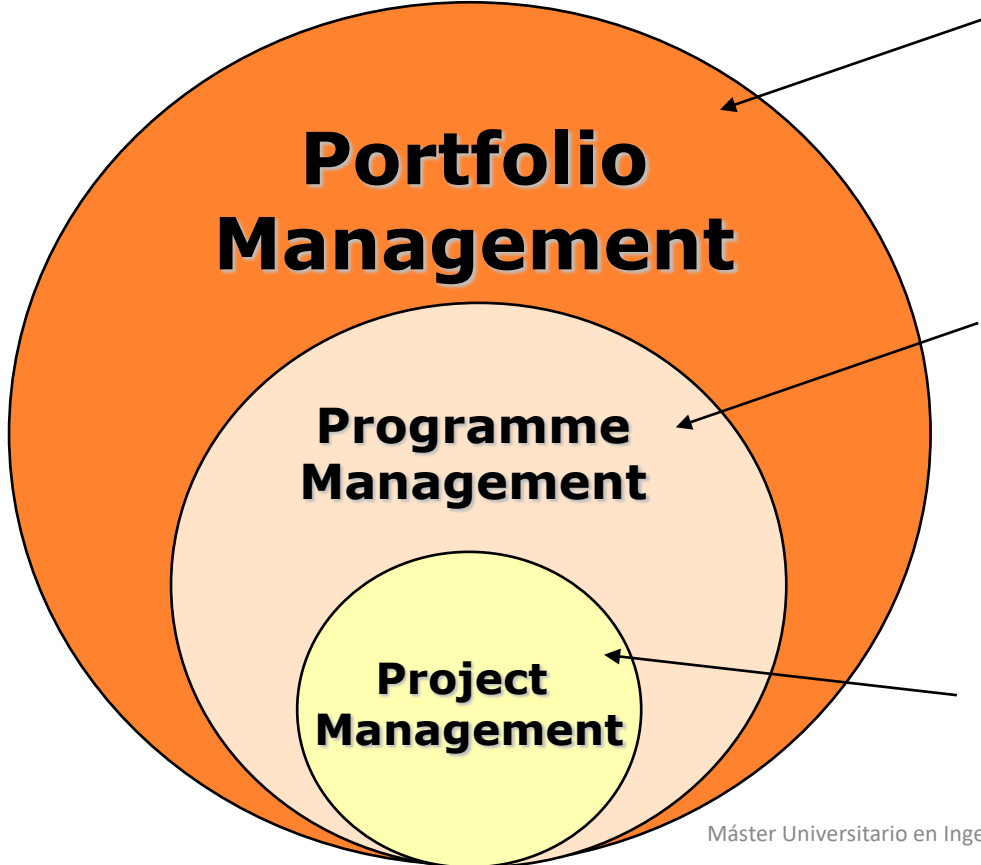 Portfolio
Management
Programme
Management
Project
Management
Máster Universitario en Inge